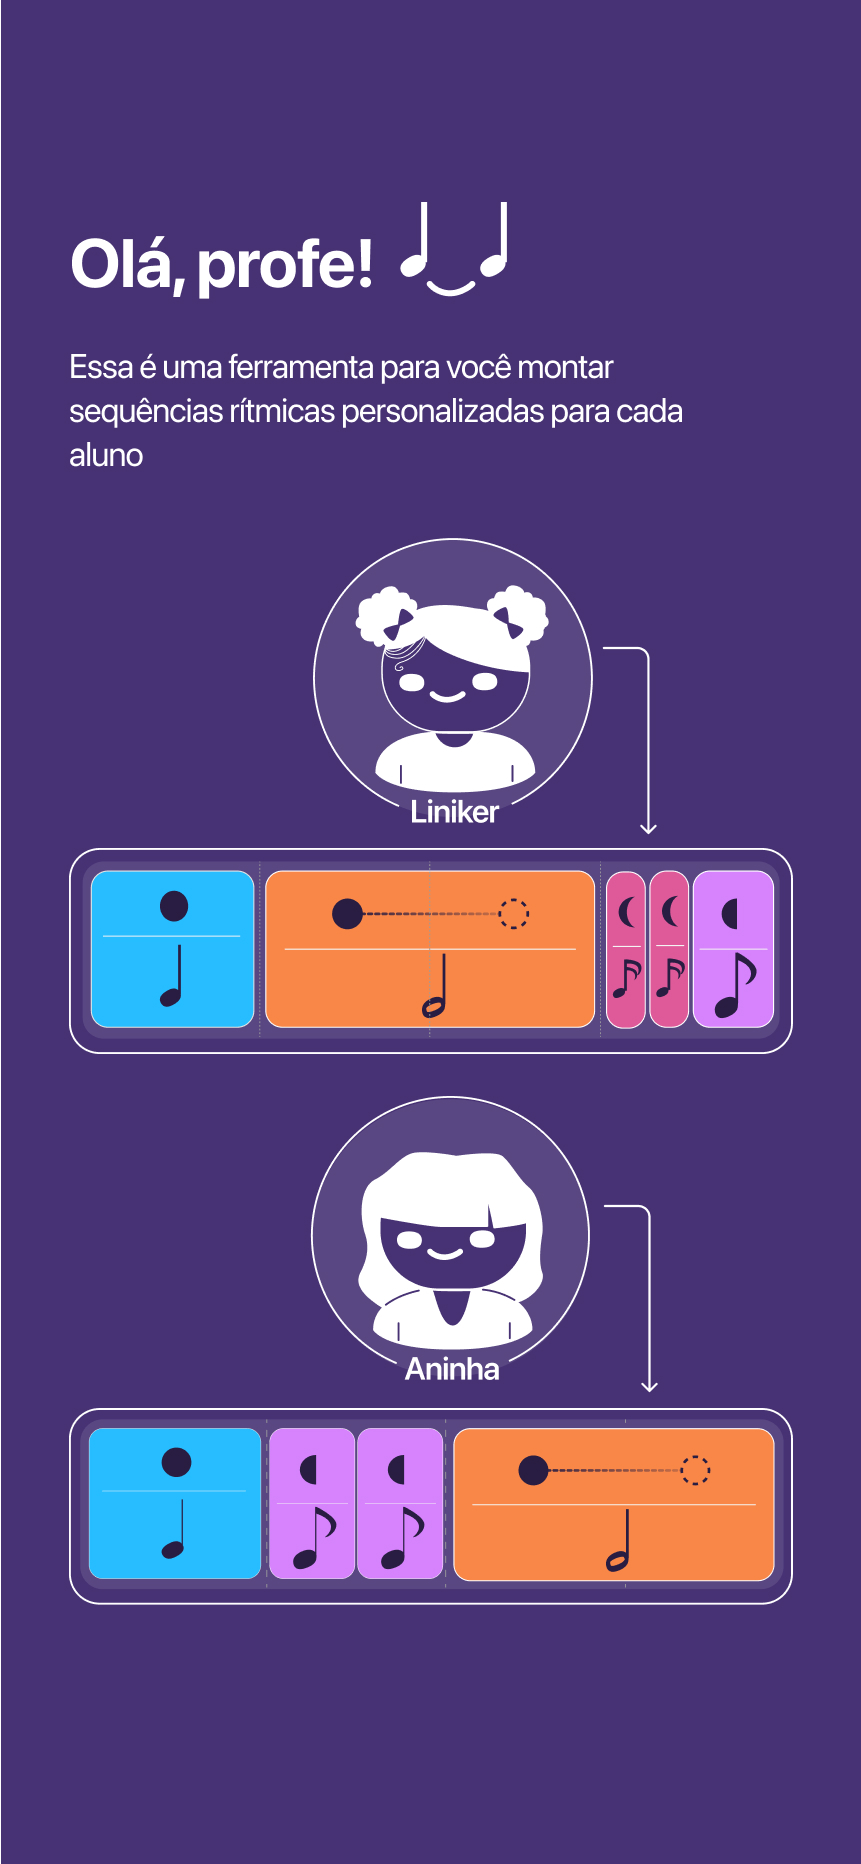 Olá, profe!
Essa é uma ferramenta para você montar
sequências rítmicas personalizadas para cada
aluno
Liniker
Aninha